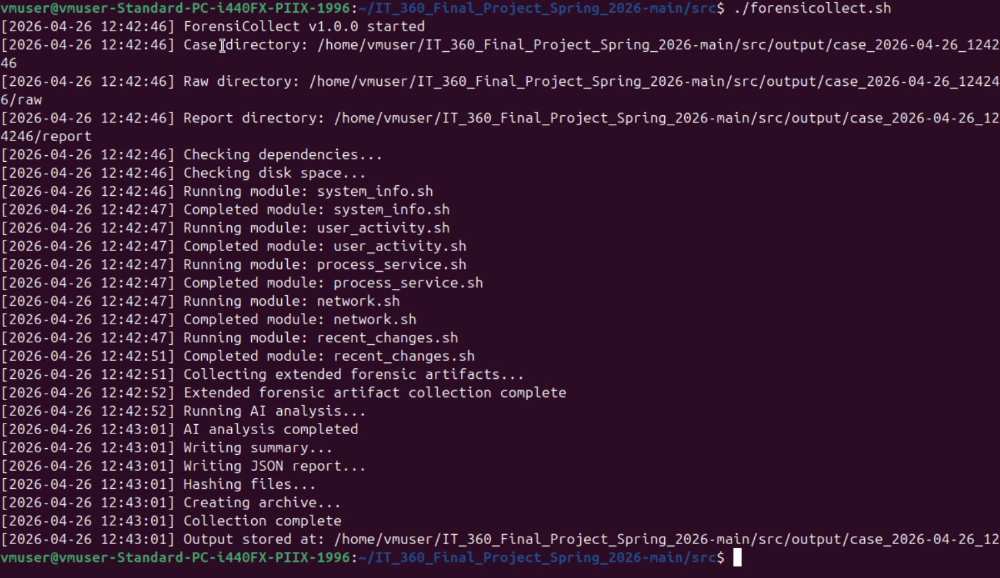 vmuser@vmuser-Standard-PC-i440FX-PIIX-1996:~/IT_360_Final_Project_Spring_2026-main/src$ ./forensicollect.sh
[2026-04-26 12:42:46] ForensiCollect v1.0.0 started
[2026-04-26 12:42:46] Case directory: /home/vmuser/IT_360_Final_Project_Spring_2026-main/src/output/case_2026-04-26_1242
46
[2026-04-26 12:42:46] Raw directory: /home/vmuser/IT_360_Final_Project_Spring_2026-main/src/output/case_2026-04-26_12424
6/raw
[2026-04-26 12:42:46] Report directory: /home/vmuser/IT_360_Final_Project_Spring_2026-main/src/output/case_2026-04-26_12
4246/report
[2026-04-26 12:42:46] Checking dependencies...
[2026-04-26 12:42:46] Checking disk space...
[2026-04-26 12:42:46] Running module: system_info.sh
[2026-04-26 12:42:47] Completed module: system_info.sh
[2026-04-26 12:42:47] Running module: user_activity.sh
[2026-04-26 12:42:47] Completed module: user_activity.sh
[2026-04-26 12:42:47] Running module: process_service.sh
[2026-04-26 12:42:47] Completed module: process_service.sh
[2026-04-26 12:42:47] Running module: network.sh
[2026-04-26 12:42:47] Completed module: network.sh
[2026-04-26 12:42:47] Running module: recent_changes.sh
[2026-04-26 12:42:51] Completed module: recent_changes.sh
[2026-04-26 12:42:51] Collecting extended forensic artifacts...
[2026-04-26 12:42:52] Extended forensic artifact collection complete
[2026-04-26 12:42:52] Running AI analysis...
[2026-04-26 12:43:01] AI analysis completed
[2026-04-26 12:43:01] Writing summary...
[2026-04-26 12:43:01] Writing JSON report...
[2026-04-26 12:43:01] Hashing files...
[2026-04-26 12:43:01] Creating archive...
[2026-04-26 12:43:01] Collection complete
[2026-04-26 12:43:01] Output stored at: /home/vmuser/IT_360_Final_Project_Spring_2026-main/src/output/case_2026-04-26_12
vmuser@vmuser-Standard-PC-i440FX-PIIX-1996:~/IT_360_Final_Project_Spring_2026-main/src$